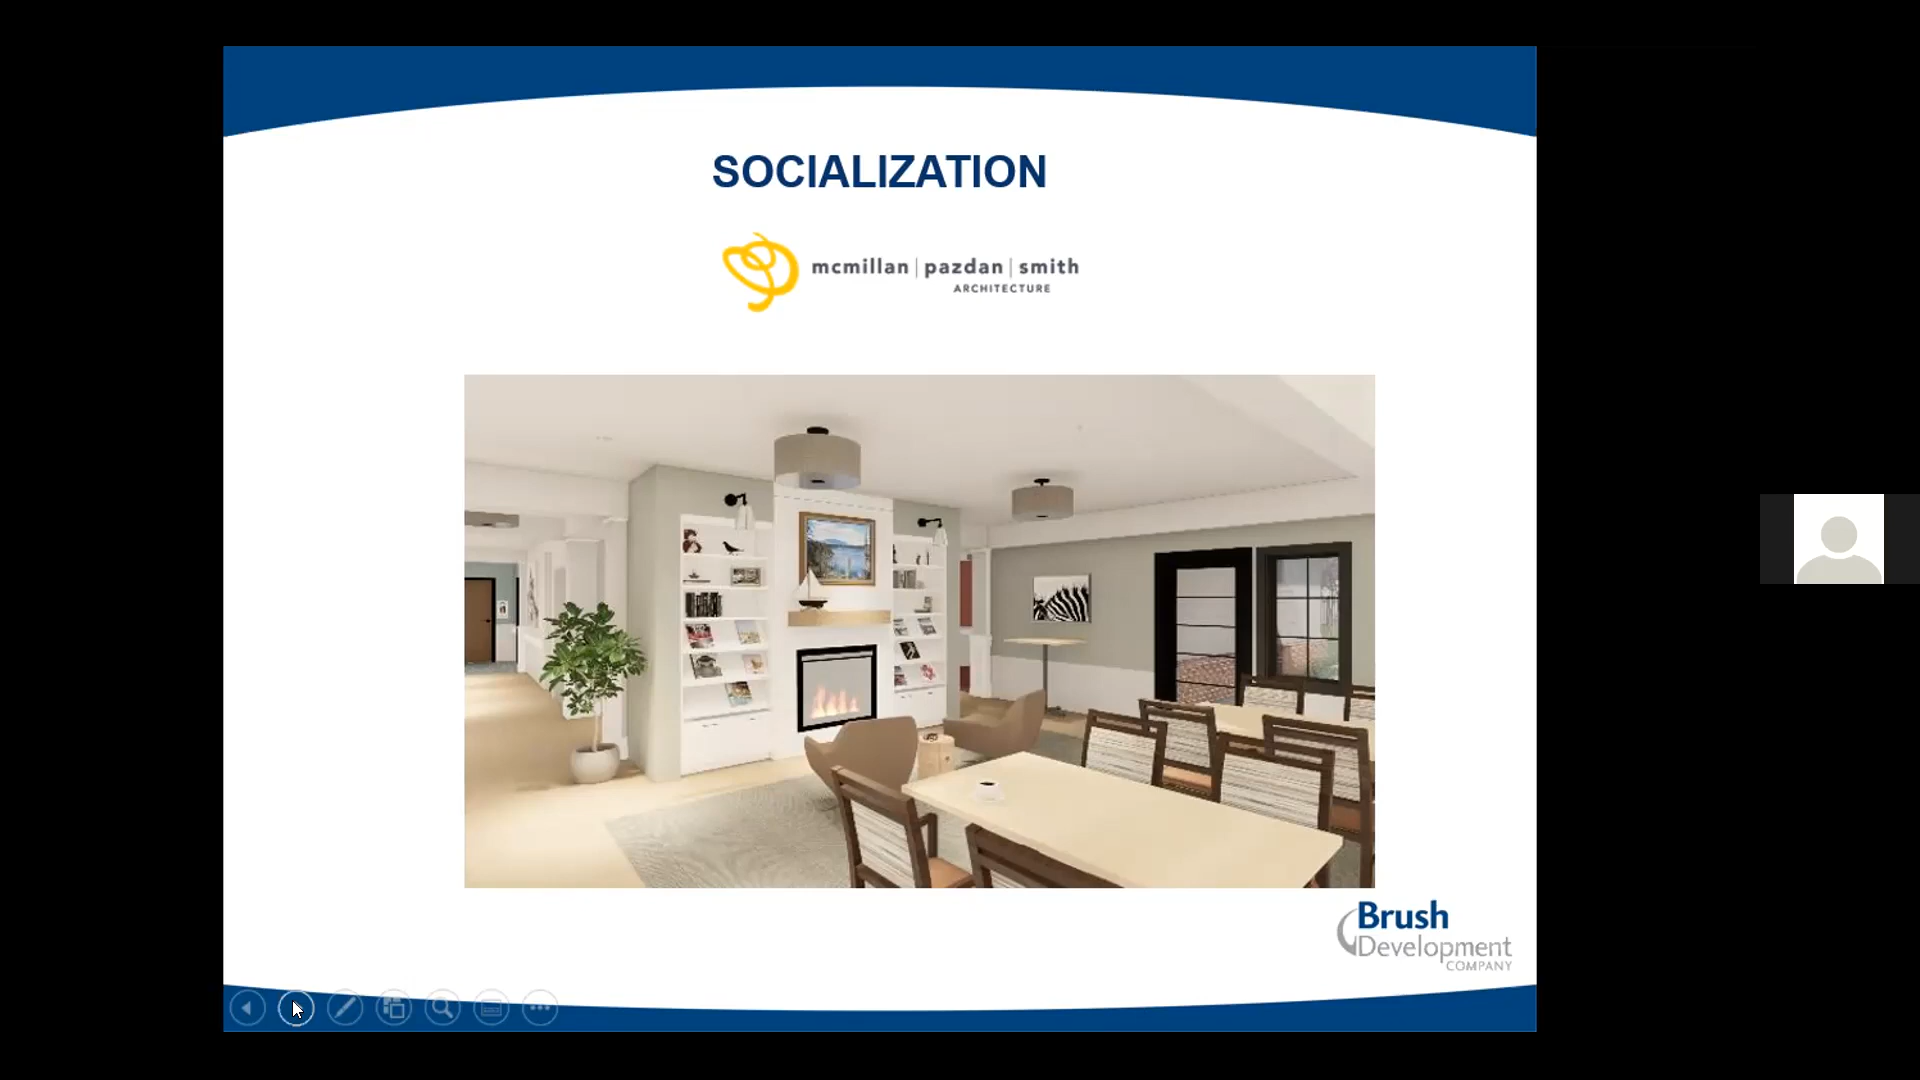 SOCIALIZATION
mcmillan | pazdan | smith
ARCHITECTURE
Brush
Development
COMPANY